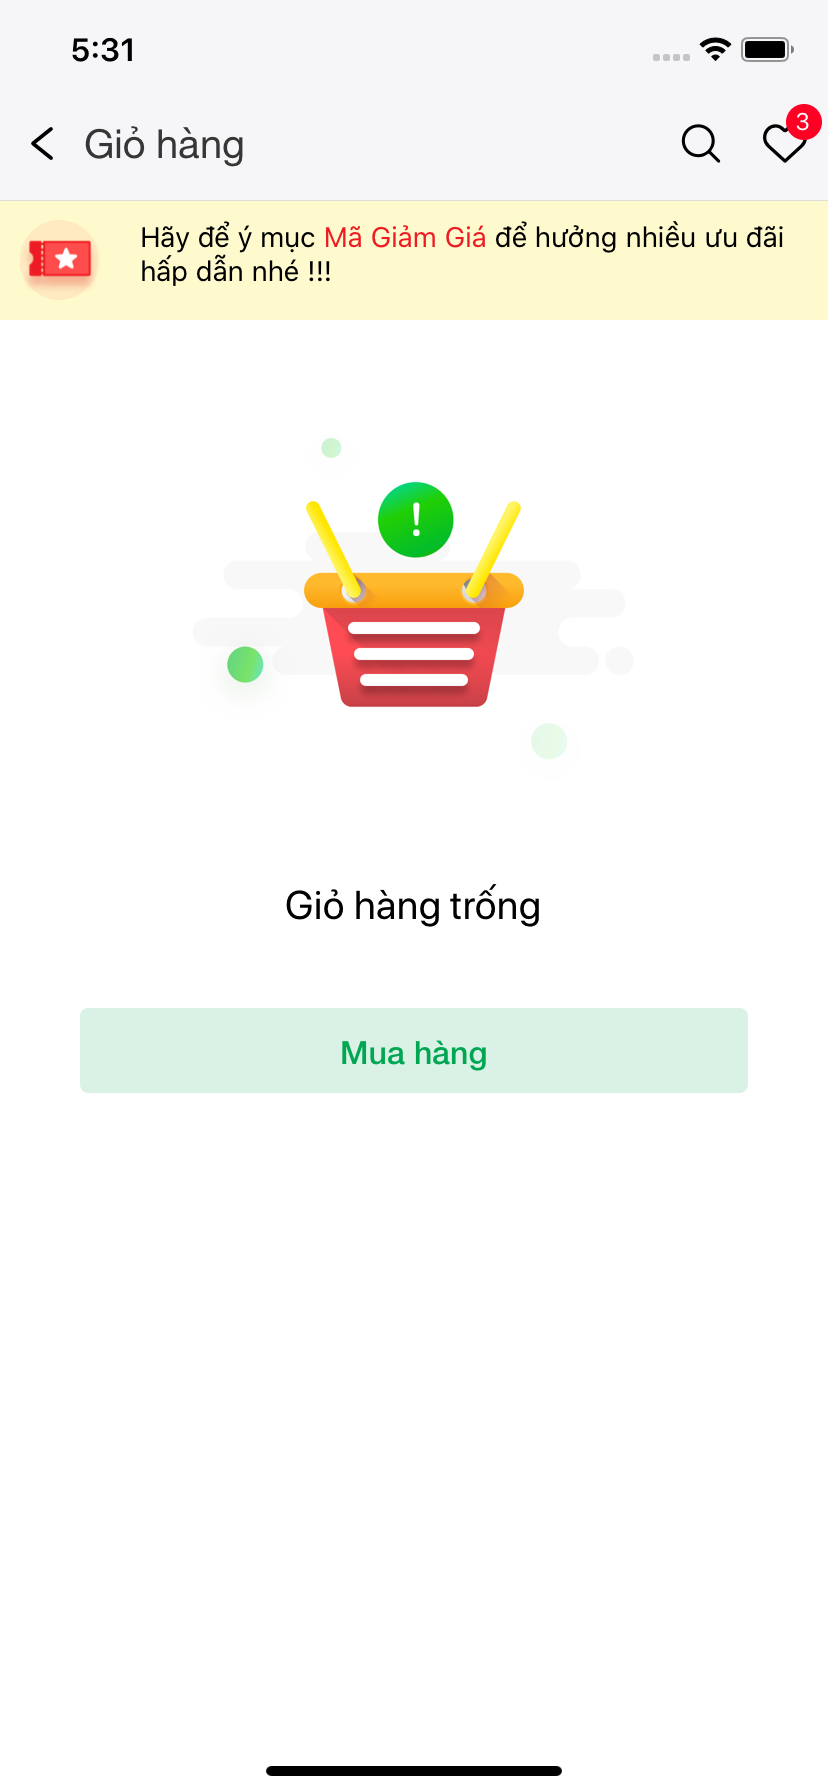 5:31
Giỏ hàng
3
Hãy để ý mục Mã Giảm Giá để hưởng nhiều ưu đãi
hấp dẫn nhé !!!
!
Giỏ hàng trống
Mua hàng